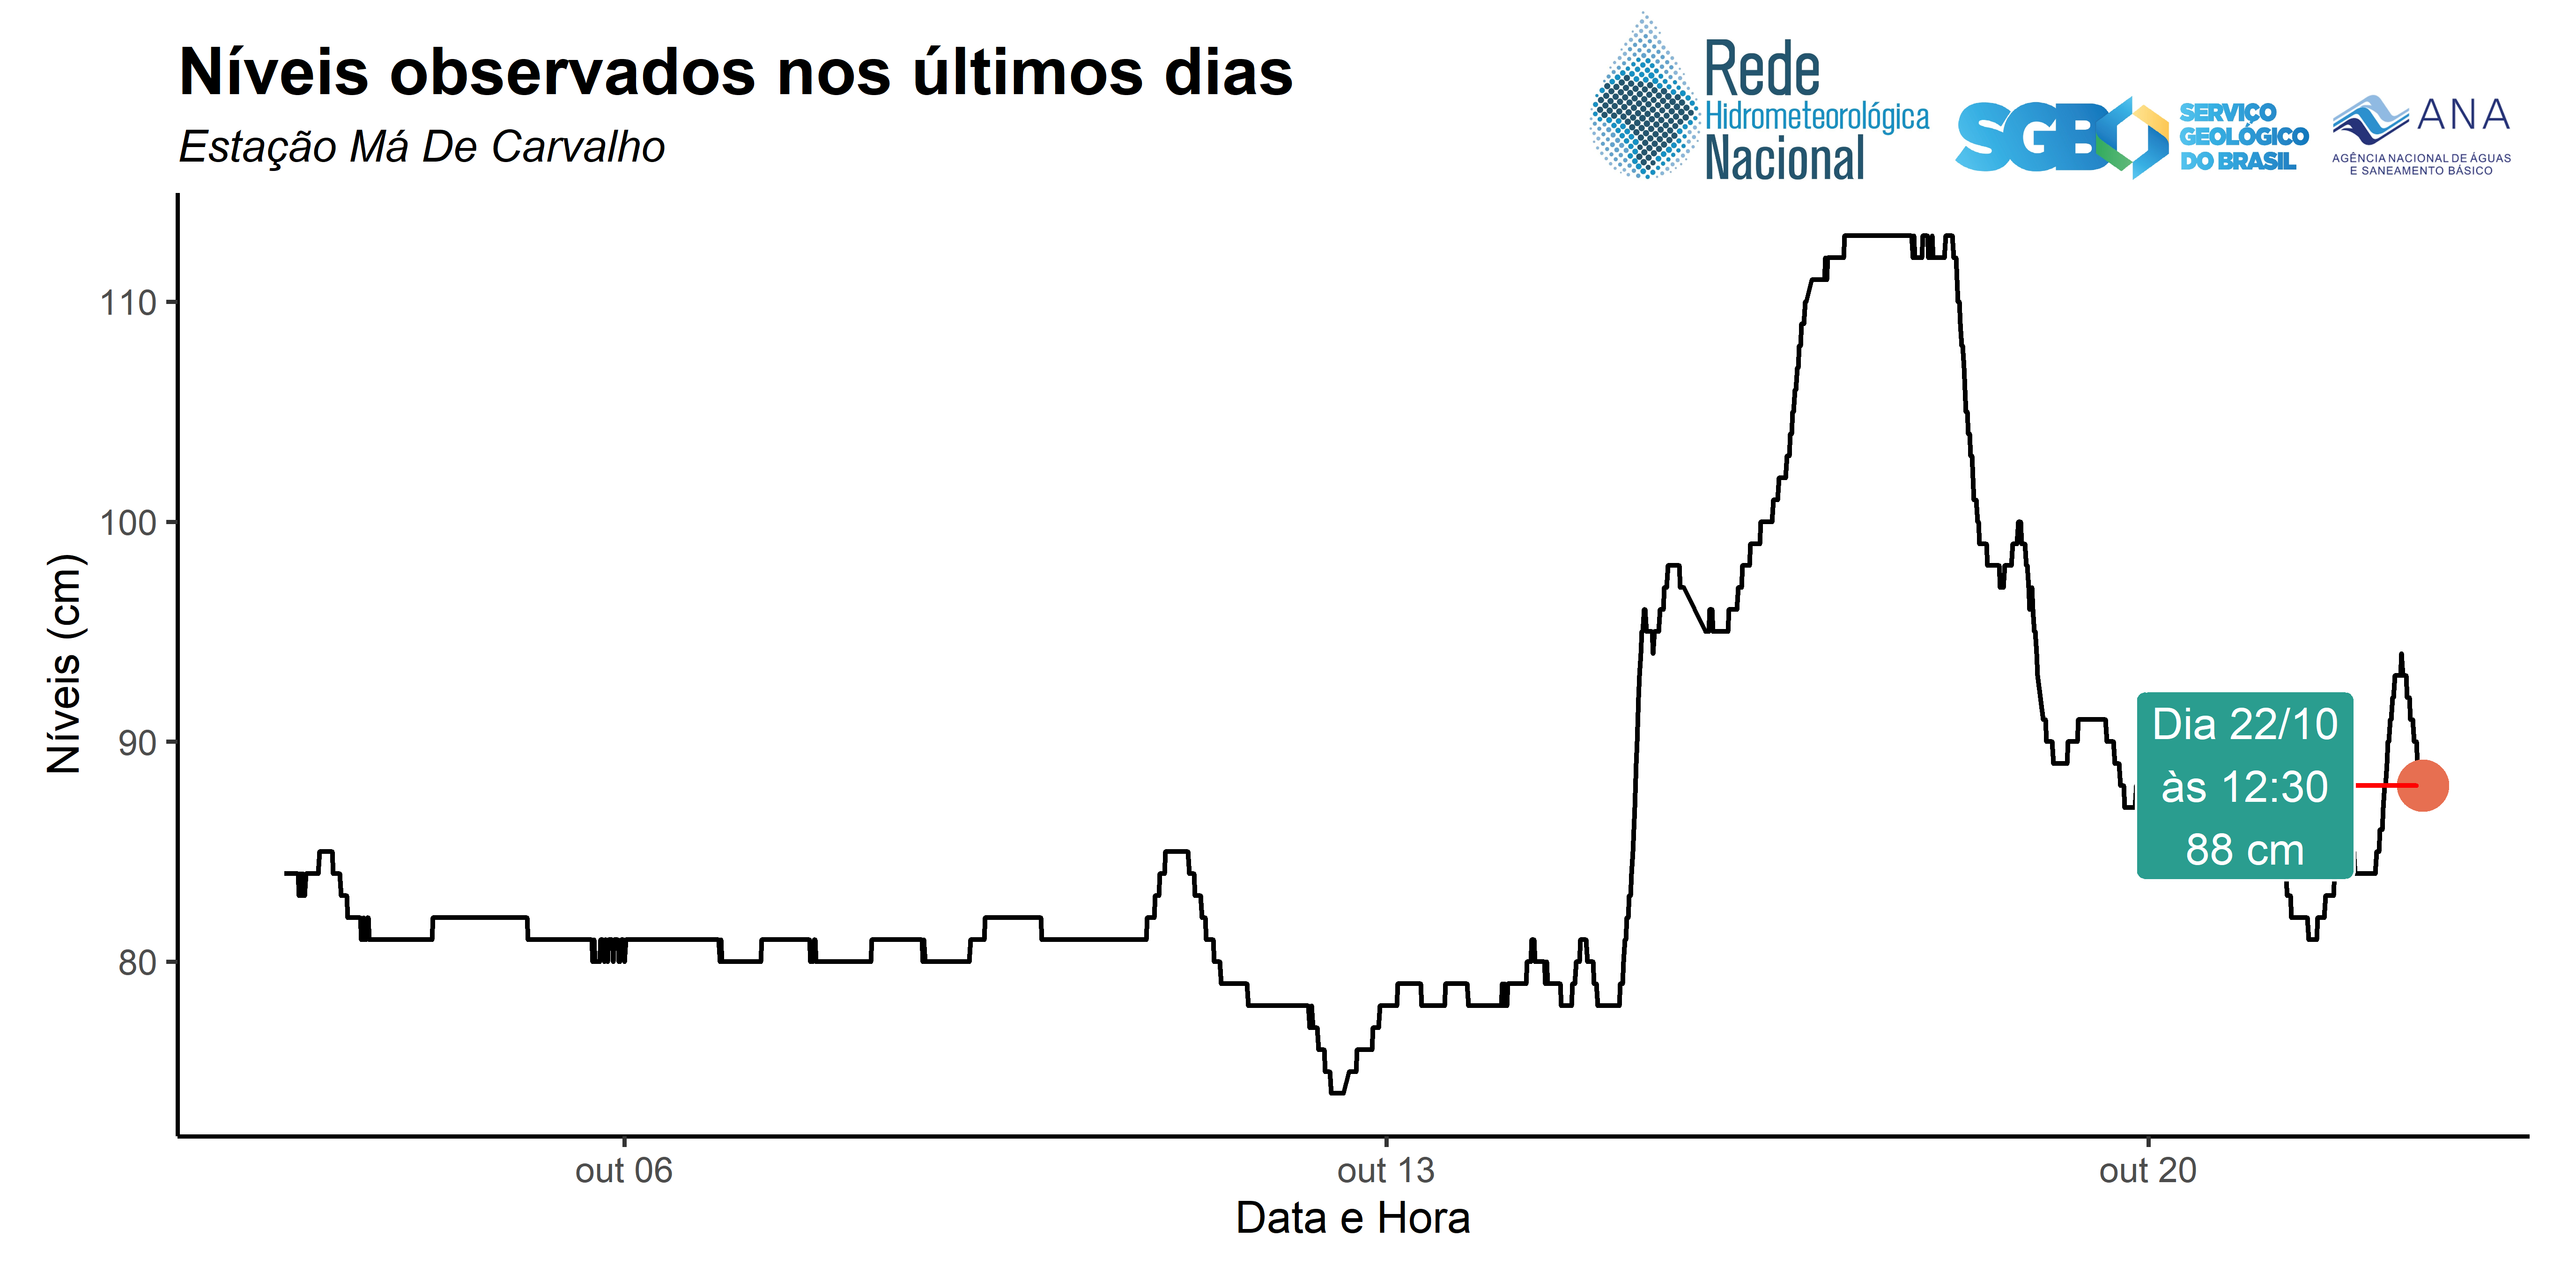 Níveis observados nos últimos dias
Estação Má De Carvalho
Rede
Hidrometeorológica
Nacional
SGB
SERVIÇO
GEOLÓGICO
DO BRASIL
ANA
AGÊNCIA NACIONAL DE ÁGUAS
E SANEAMENTO BÁSICO
Níveis (cm)
110
100
90
80
Dia 22/10
às 12:30
88 cm
out 06
out 13
out 20
Data e Hora